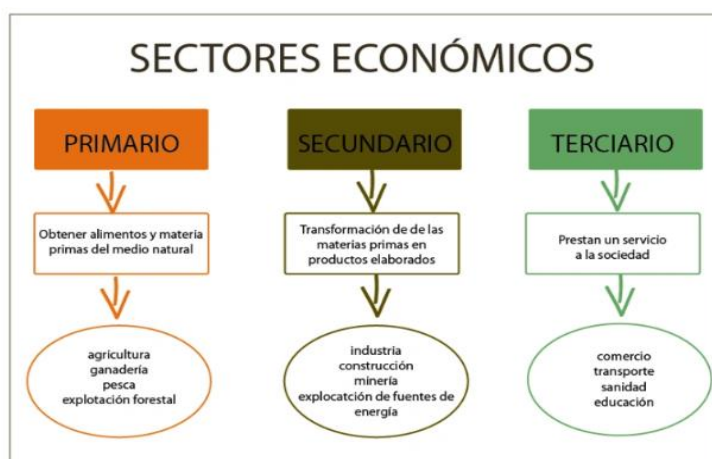 SECTORES ECONÓMICOS
PRIMARIO
Obtener alimentos y materia
primas del medio natural
agricultura
ganadería
pesca
explotación forestal
SECUNDARIO
Transformación de de las
materias primas en
productos elaborados
industria
construcción
minería
explocatción de fuentes de
energía
TERCIARIO
Prestan un servicio
a la sociedad
comercio
transporte
sanidad
educación